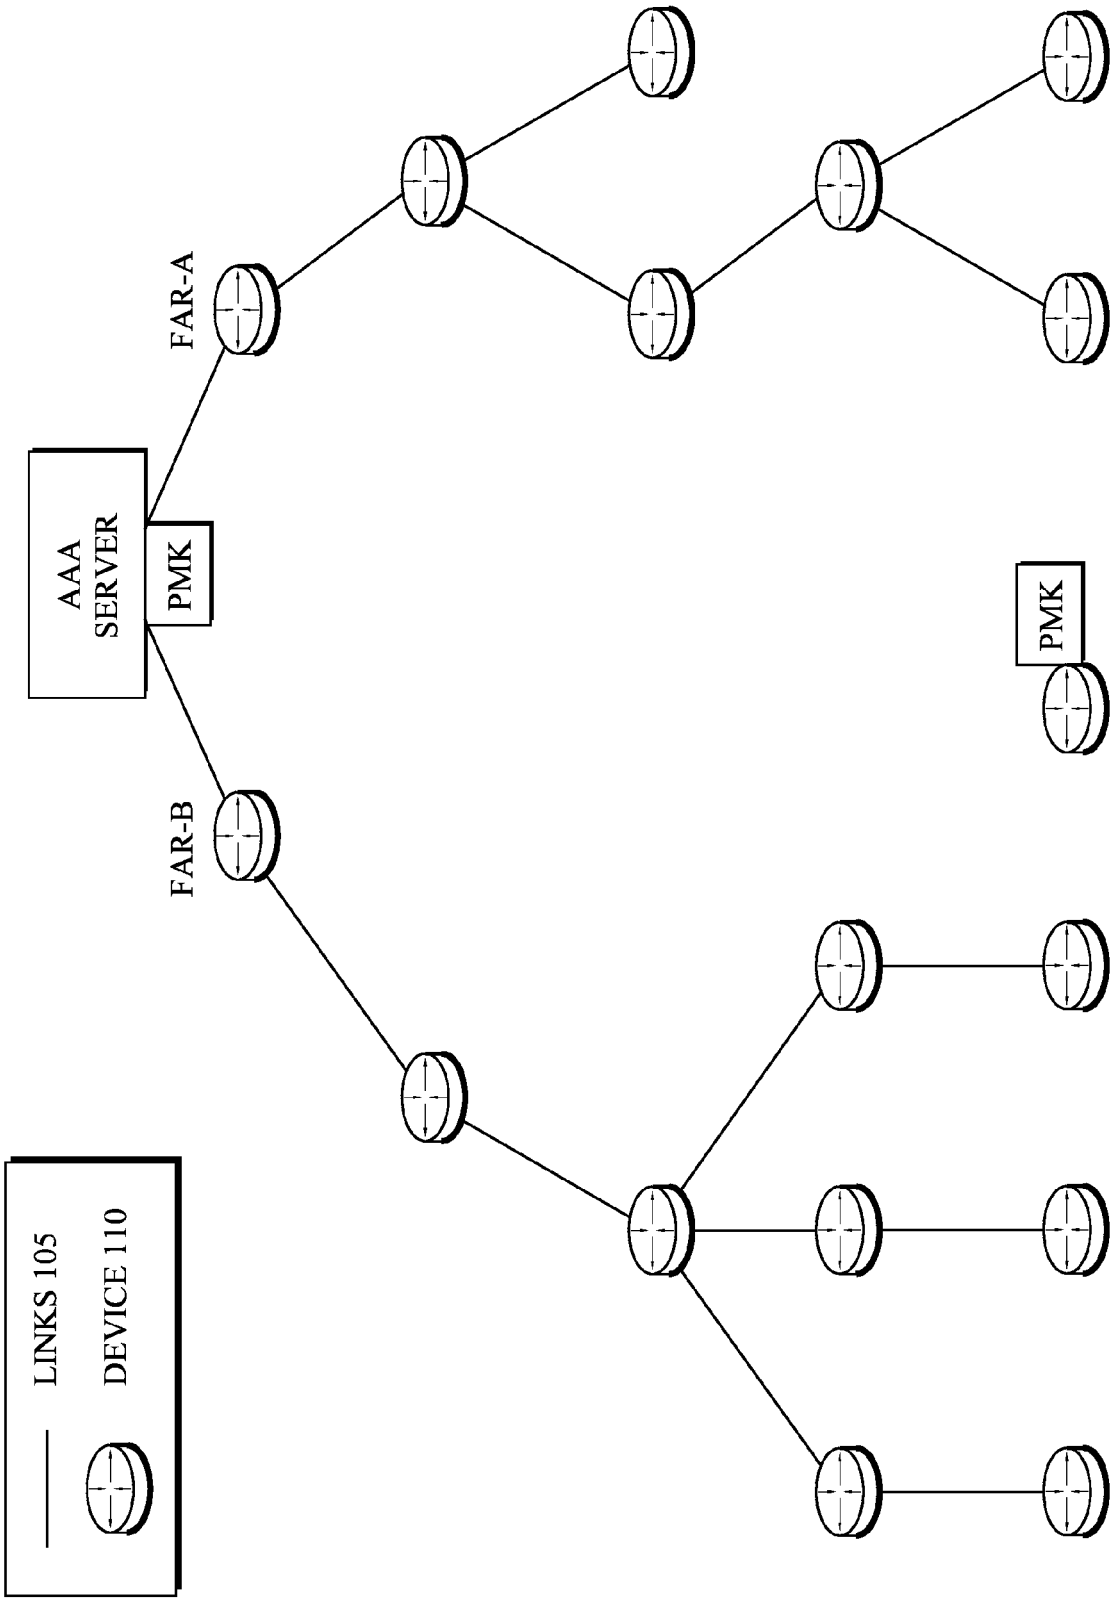 LINKS 105
DEVICE 110
AAA
SERVER
PMK
FAR-B
FAR-A
PMK